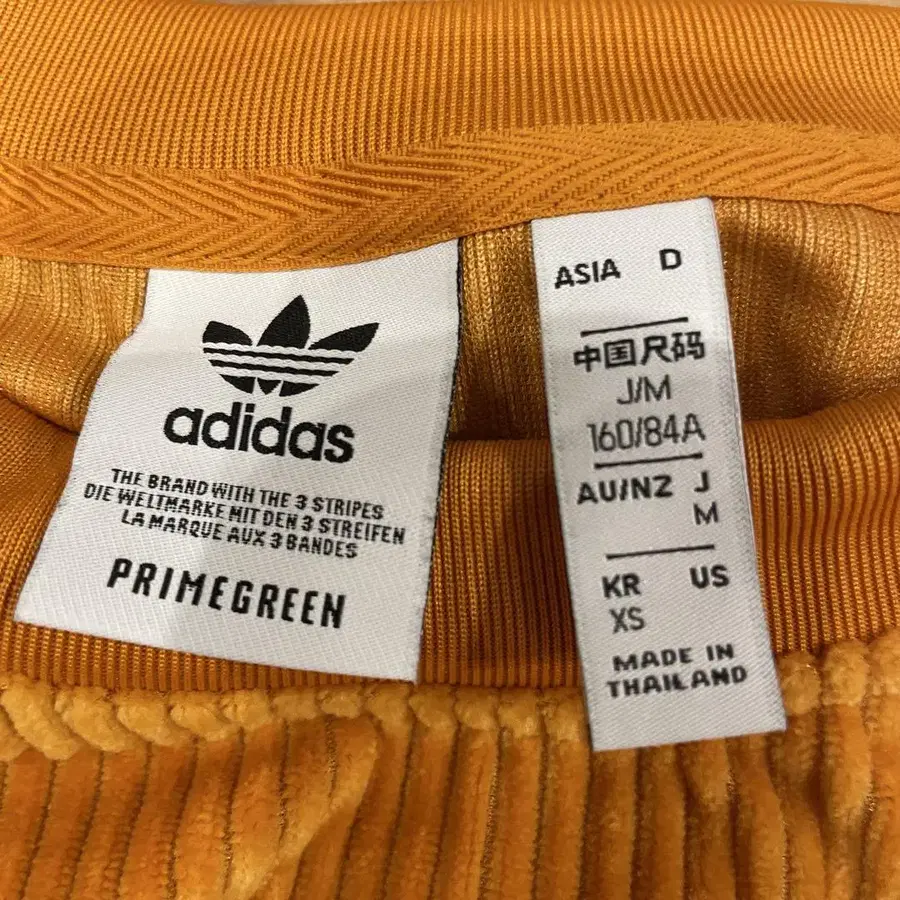 adidas
THE BRAND WITH THE 3 STRIPES
DIE WELTMARKE MIT DEN 3 STREIFEN
LA MARQUE AUX 3 BANDES
PRIMEGREEN
ASIA D
中国尺码
J/M
160/84A
AU/NZ J
M
KR US
XS
MADE IN
THAILAND